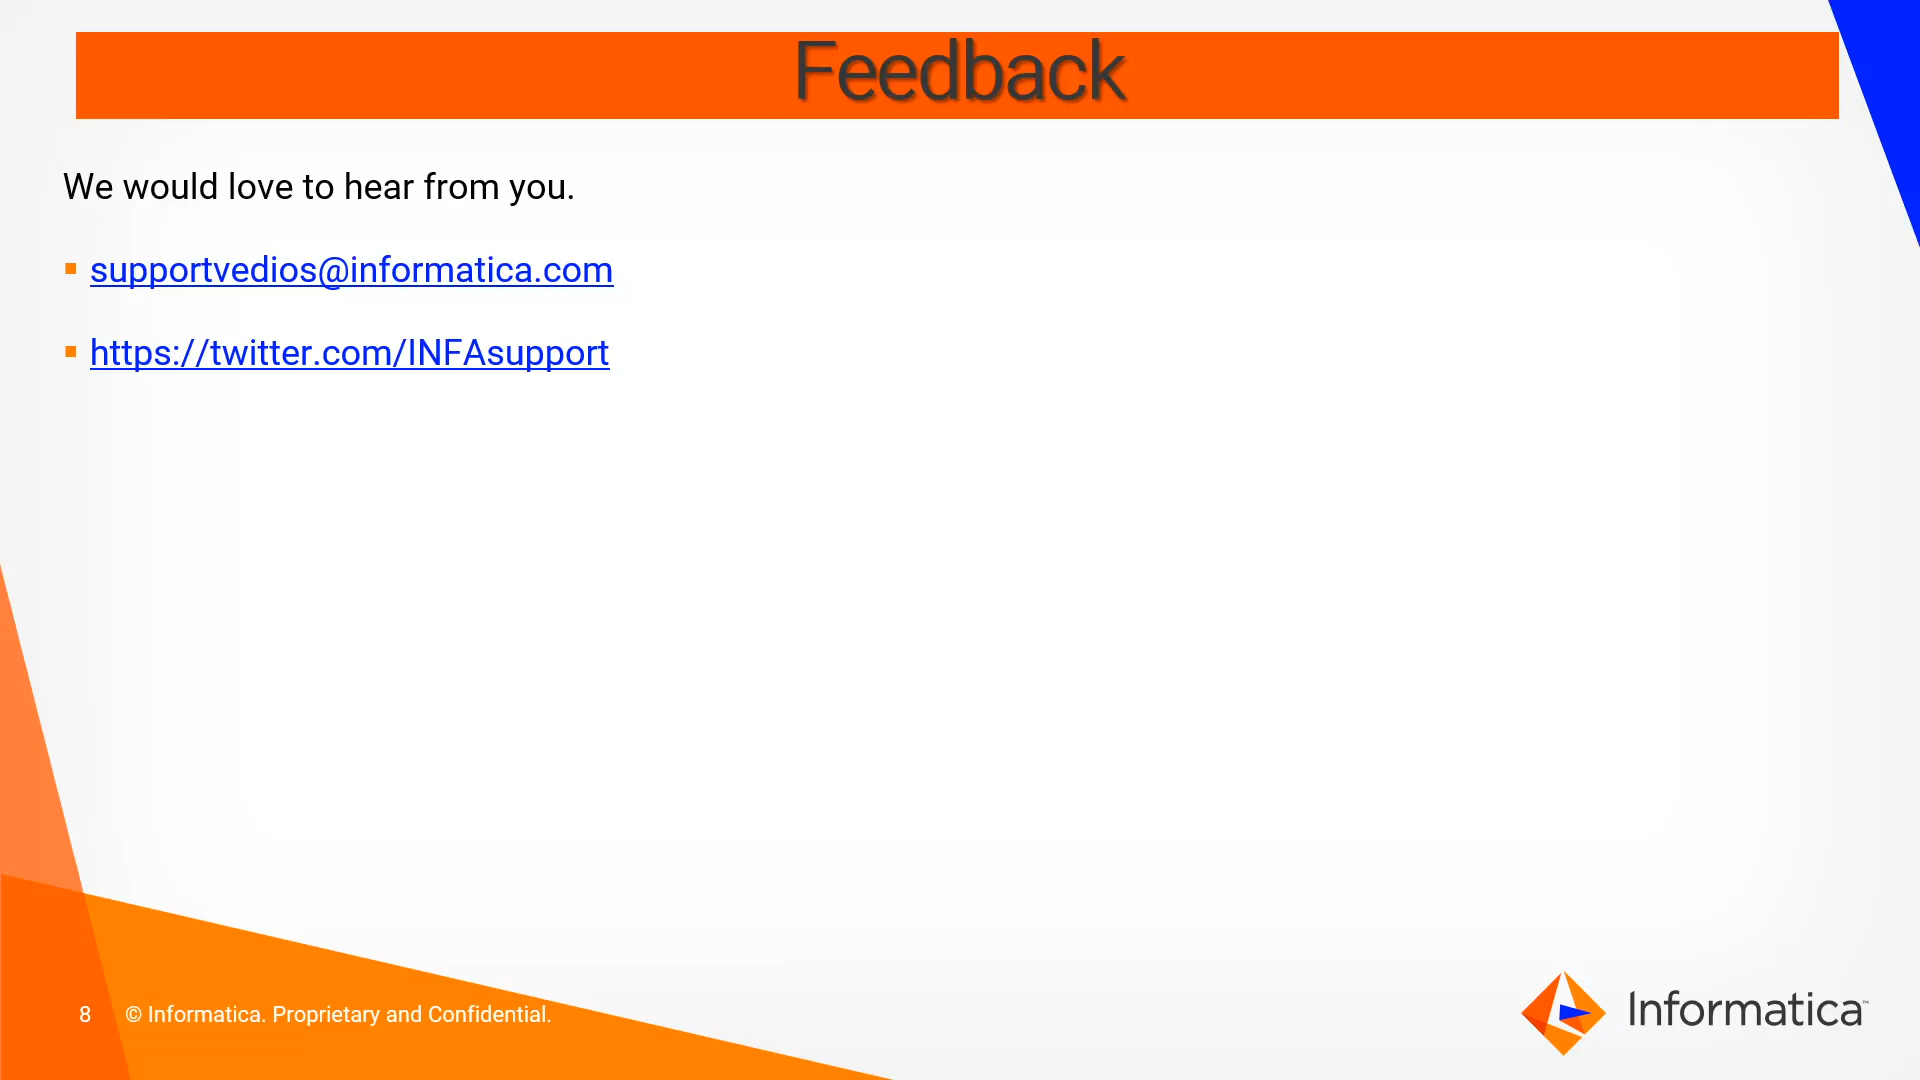 Feedback
We would love to hear from you.
supportvedios@informatica.com
https://twitter.com/INFAsupport
8 © Informatica. Proprietary and Confidential.
Informatica™